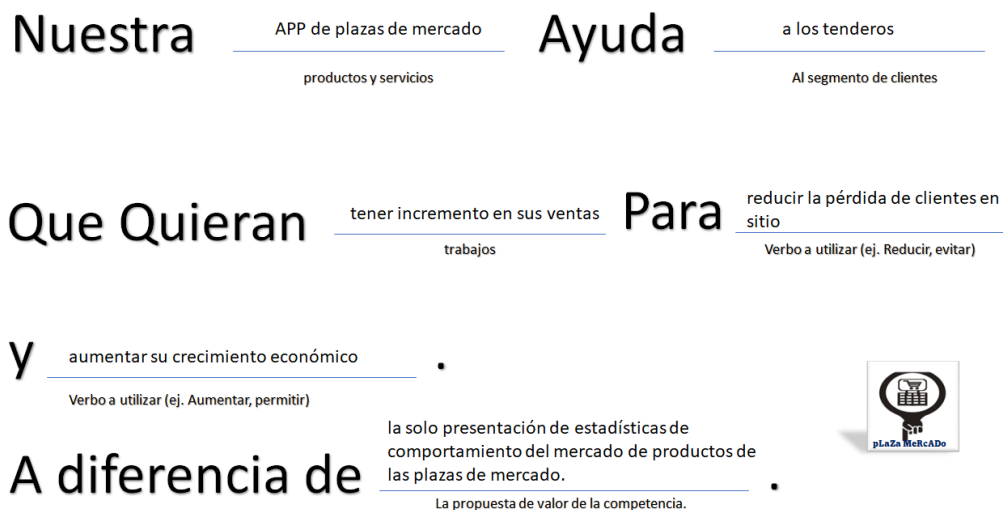 Nuestra APP de plazas de mercado Ayuda a los tenderos
productos y servicios Al segmento de clientes
Que Quieran tener incremento en sus ventas Para reducir la pérdida de clientes en
sitio
trabajos Verbo a utilizar (ej. Reducir, evitar)
y aumentar su crecimiento económico .
Verbo a utilizar (ej. Aumentar, permitir)
pLaZa MeRcADo
la solo presentación de estadísticas de
comportamiento del mercado de productos de
A diferencia de las plazas de mercado. .
La propuesta de valor de la competencia.